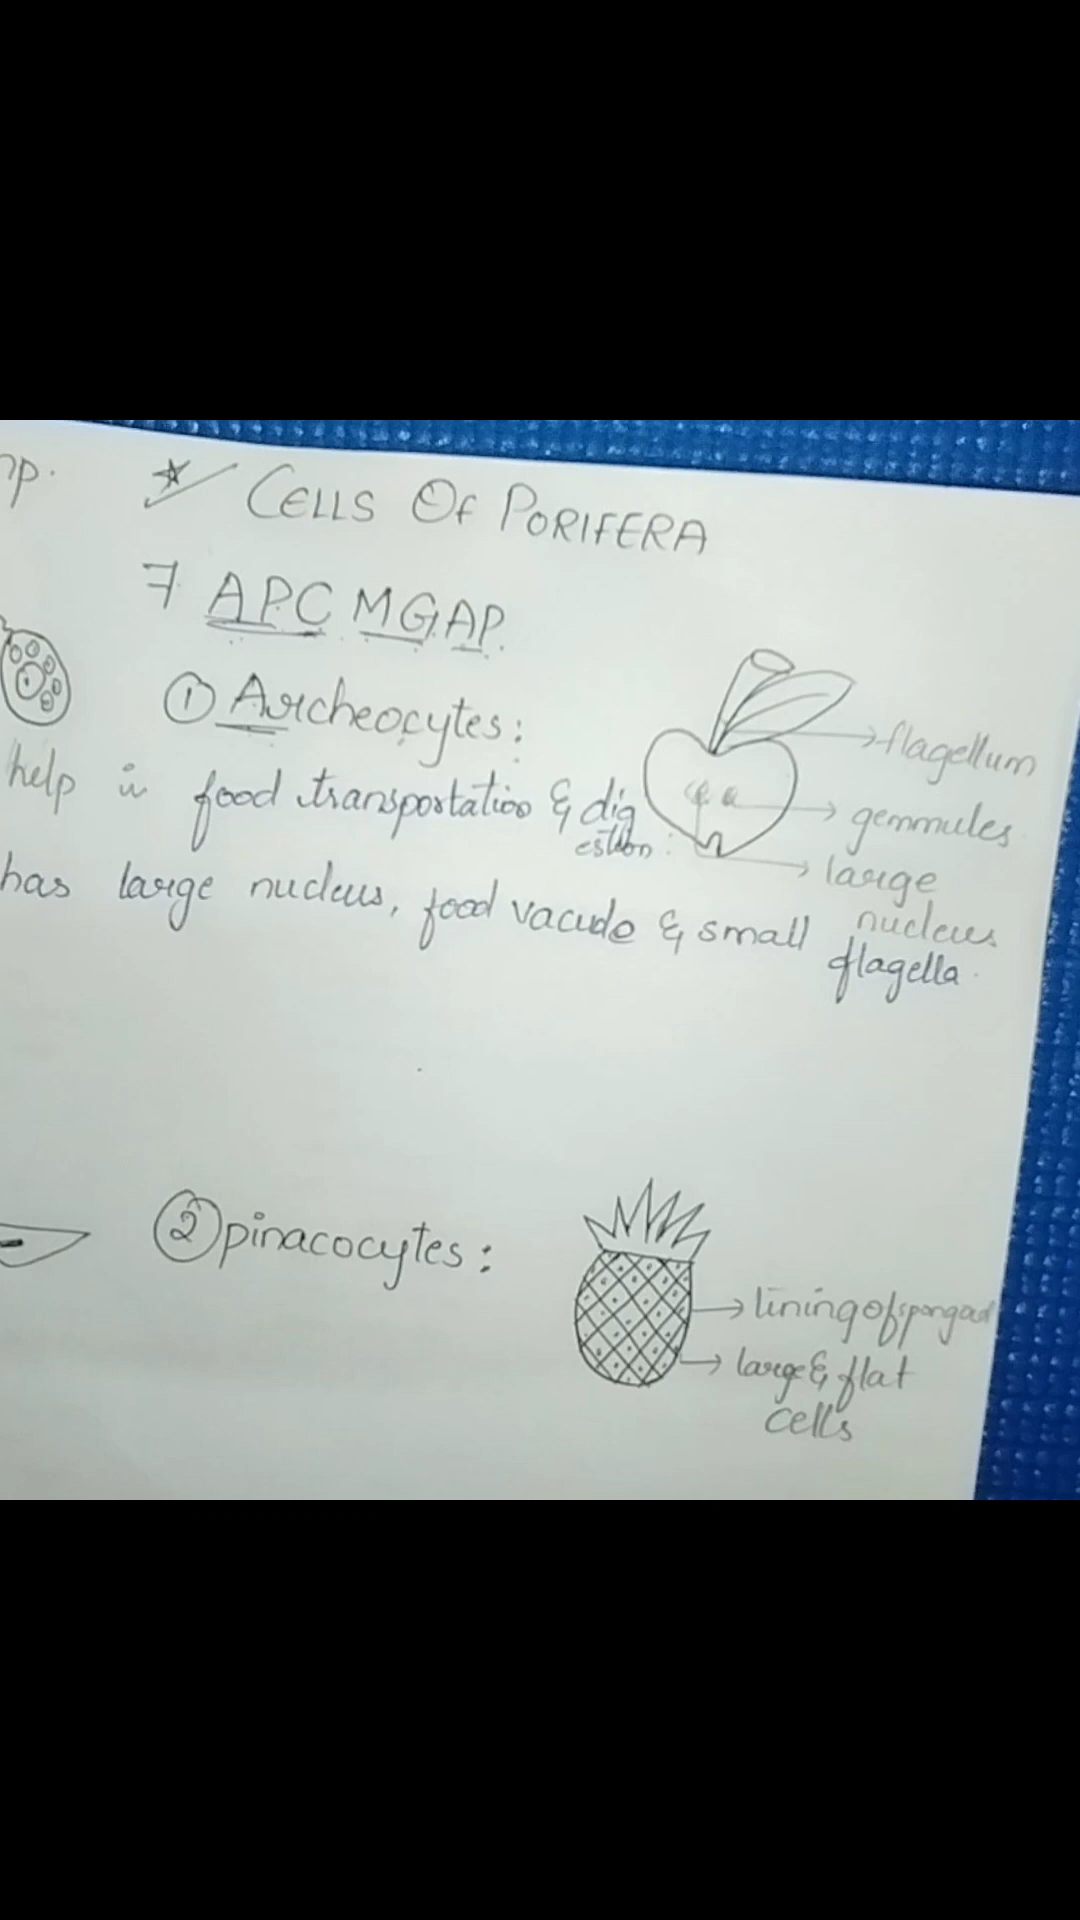 ☆ CELLS OF PORIFERA
7 APC MGAP.
① Archeocytes:
help in food transportation & dig
estion:
has large nucleus, food vacuole & small
flagella.
flagellum
gemmules
large
nucleus
② pinacocytes:
lining of
large & flat
cells